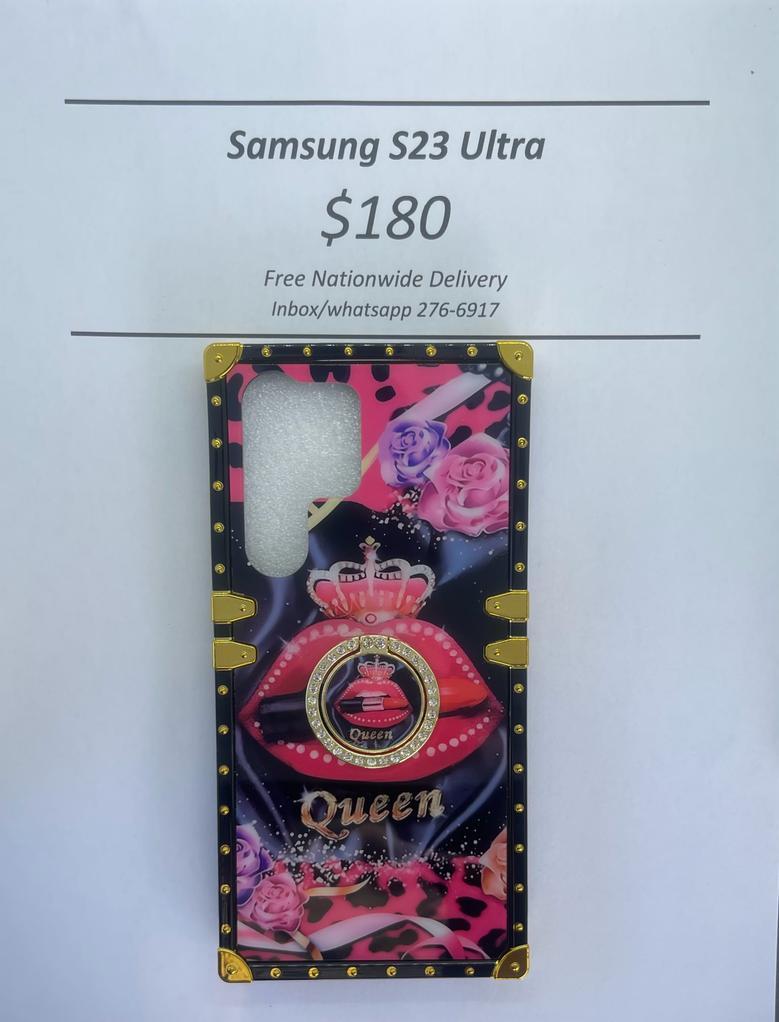 Samsung S23 Ultra
$180
Free Nationwide Delivery
Inbox/whatsapp 276-6917
Queen
Queen